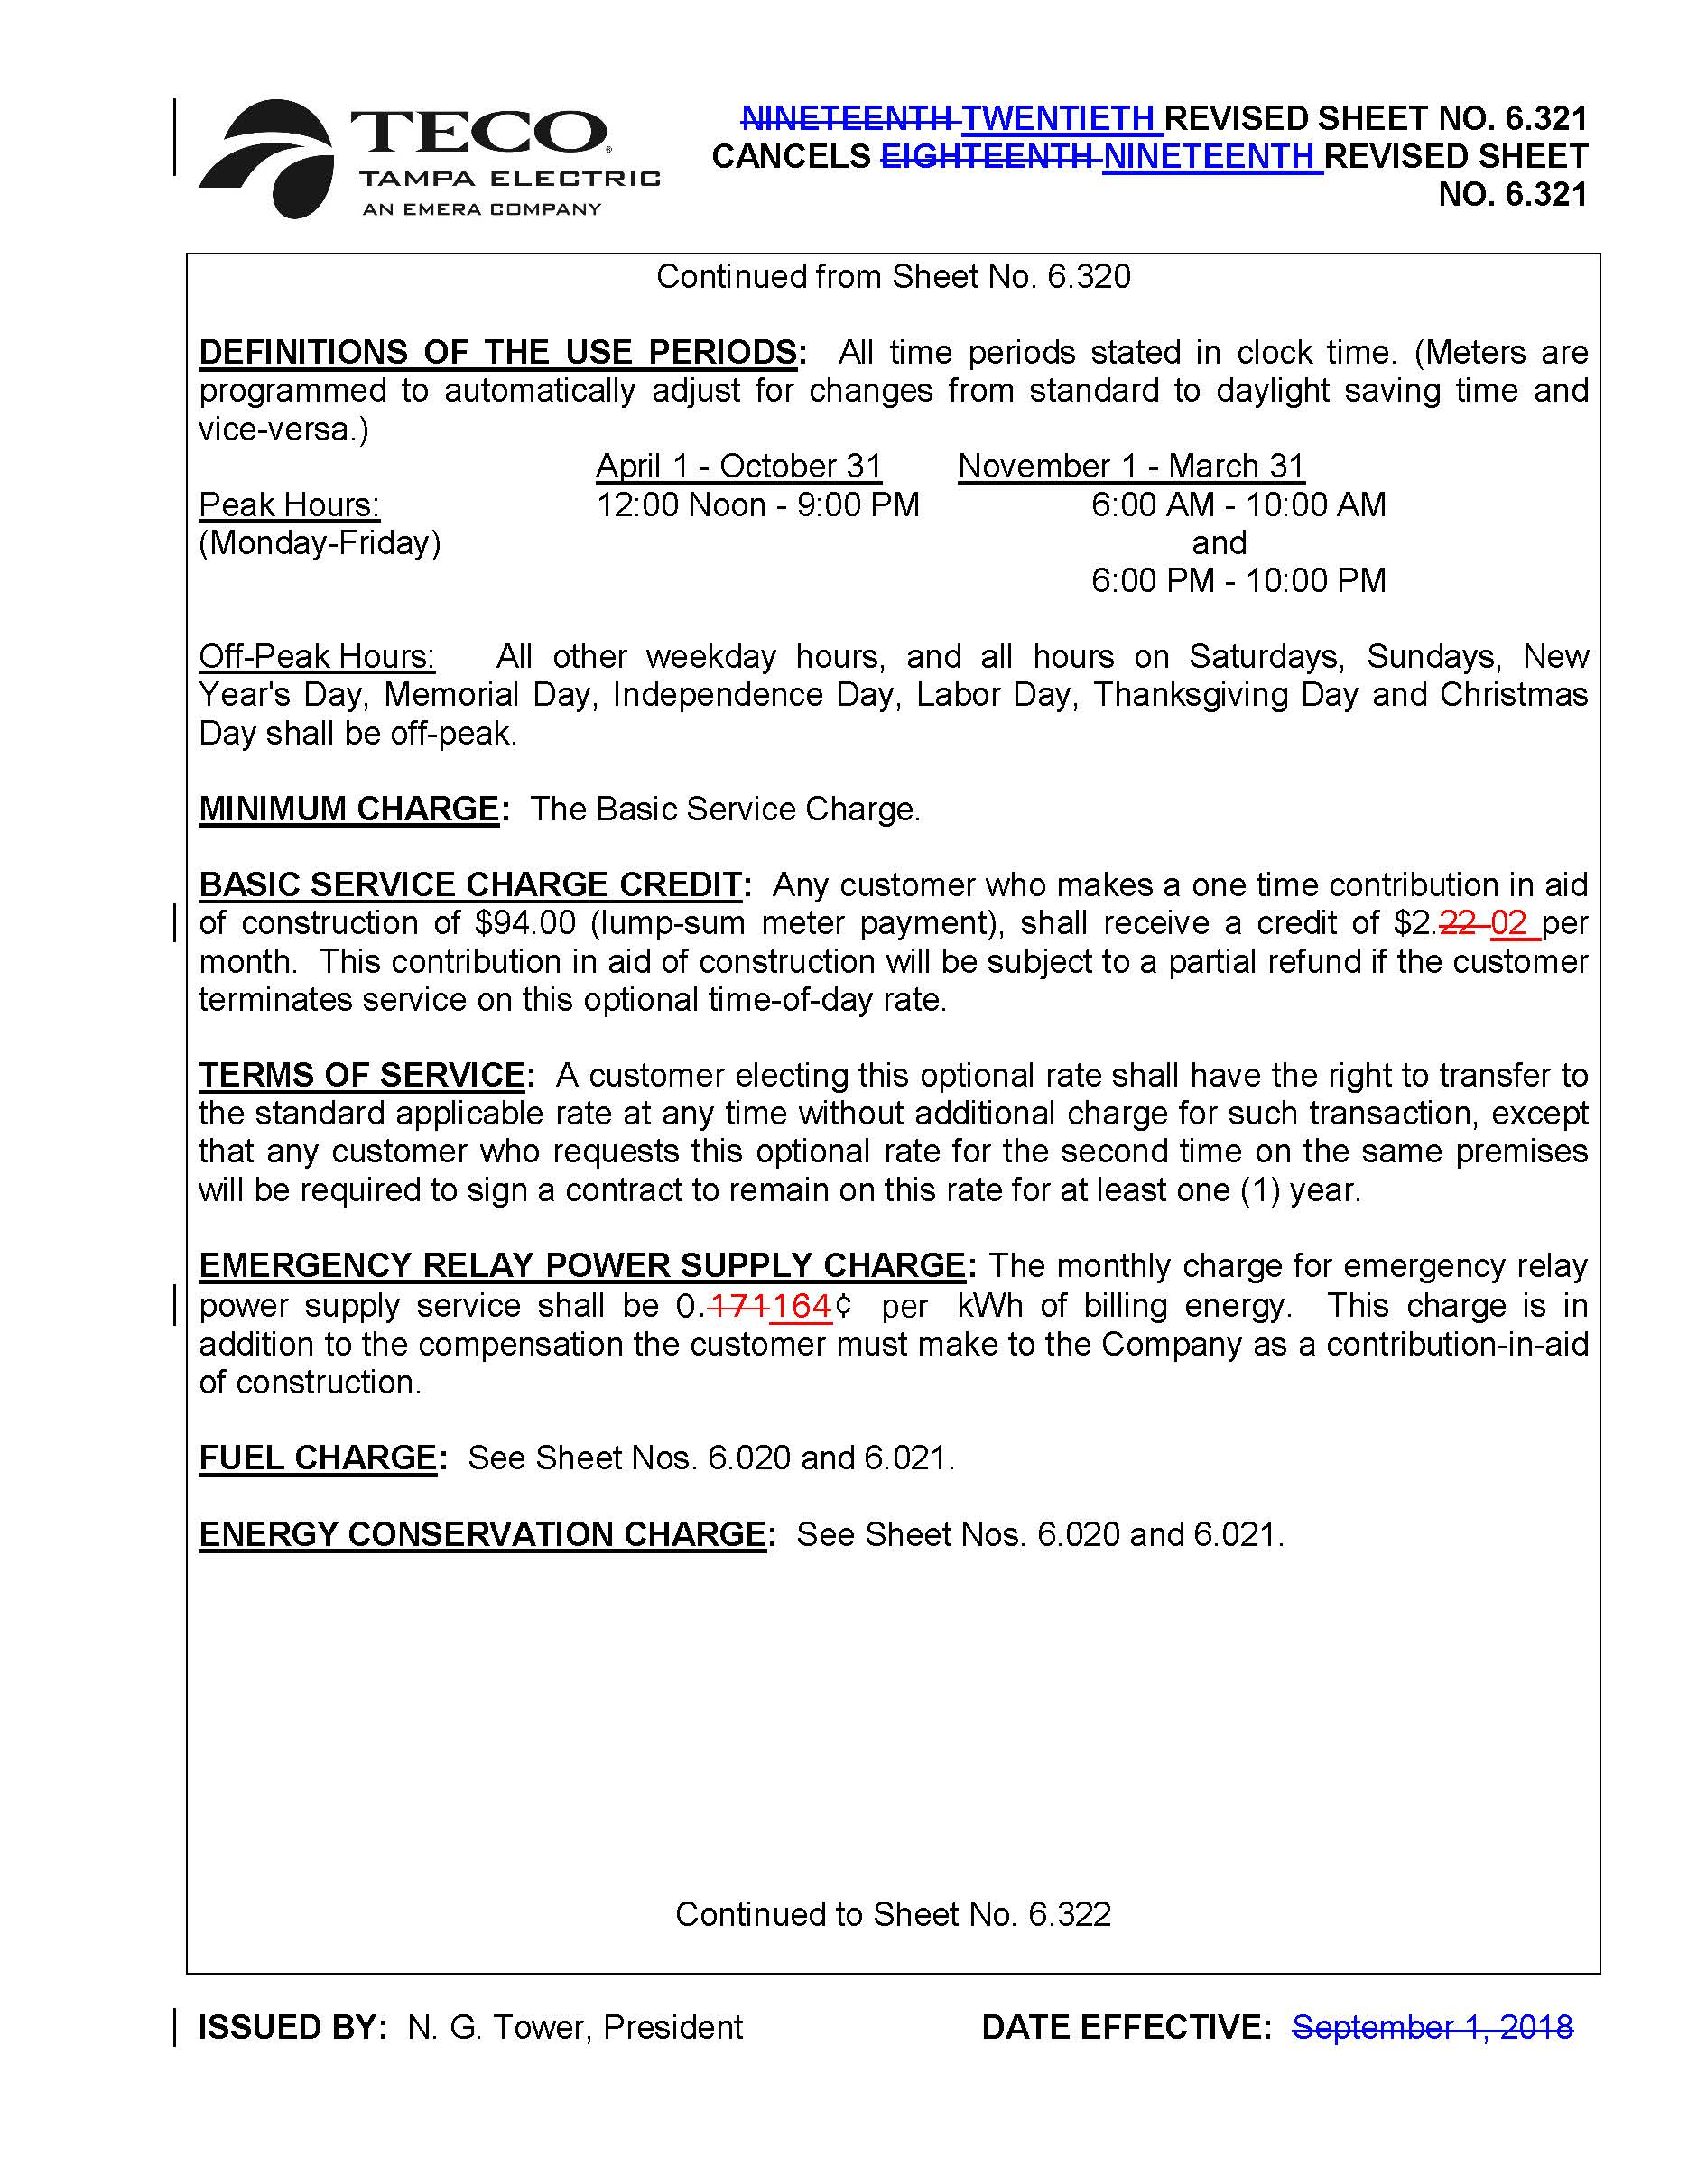 TECO®
TAMPA ELECTRIC
AN EMERA COMPANY
NINETEENTH TWENTIETH REVISED SHEET NO. 6.321
CANCELS EIGHTEENTH NINETEENTH REVISED SHEET
NO. 6.321
Continued from Sheet No. 6.320
DEFINITIONS OF THE USE PERIODS: All time periods stated in clock time. (Meters are
programmed to automatically adjust for changes from standard to daylight saving time and
vice-versa.)
April 1 - October 31 November 1 - March 31
Peak Hours: 12:00 Noon - 9:00 PM 6:00 AM - 10:00 AM
(Monday-Friday) and
6:00 PM - 10:00 PM
Off-Peak Hours: All other weekday hours, and all hours on Saturdays, Sundays, New
Year's Day, Memorial Day, Independence Day, Labor Day, Thanksgiving Day and Christmas
Day shall be off-peak.
MINIMUM CHARGE: The Basic Service Charge.
BASIC SERVICE CHARGE CREDIT: Any customer who makes a one time contribution in aid
of construction of $94.00 (lump-sum meter payment), shall receive a credit of $2.22 02 per
month. This contribution in aid of construction will be subject to a partial refund if the customer
terminates service on this optional time-of-day rate.
TERMS OF SERVICE: A customer electing this optional rate shall have the right to transfer to
the standard applicable rate at any time without additional charge for such transaction, except
that any customer who requests this optional rate for the second time on the same premises
will be required to sign a contract to remain on this rate for at least one (1) year.
EMERGENCY RELAY POWER SUPPLY CHARGE: The monthly charge for emergency relay
power supply service shall be 0.171164¢ per kWh of billing energy. This charge is in
addition to the compensation the customer must make to the Company as a contribution-in-aid
of construction.
FUEL CHARGE: See Sheet Nos. 6.020 and 6.021.
ENERGY CONSERVATION CHARGE: See Sheet Nos. 6.020 and 6.021.
Continued to Sheet No. 6.322
ISSUED BY: N. G. Tower, President DATE EFFECTIVE: September 1, 2018